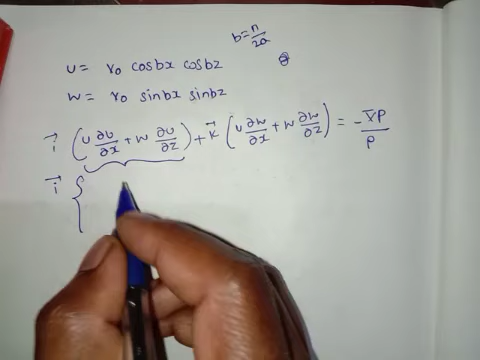 b = n/2a
u = r₀ cosbx cosbz
w = r₀ sinbx sinbz
i⃗ (u ∂u/∂x + w ∂u/∂z) + k⃗ (u ∂w/∂x + w ∂w/∂z) = -∇P/ρ
i⃗ {